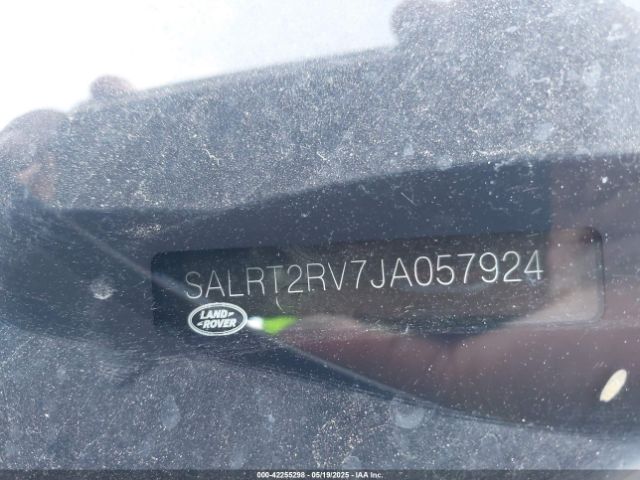 SALRT2RV7JA057924
LAND-
-ROVER
000-42255298 - 05/19/2025 - IAA Inc.